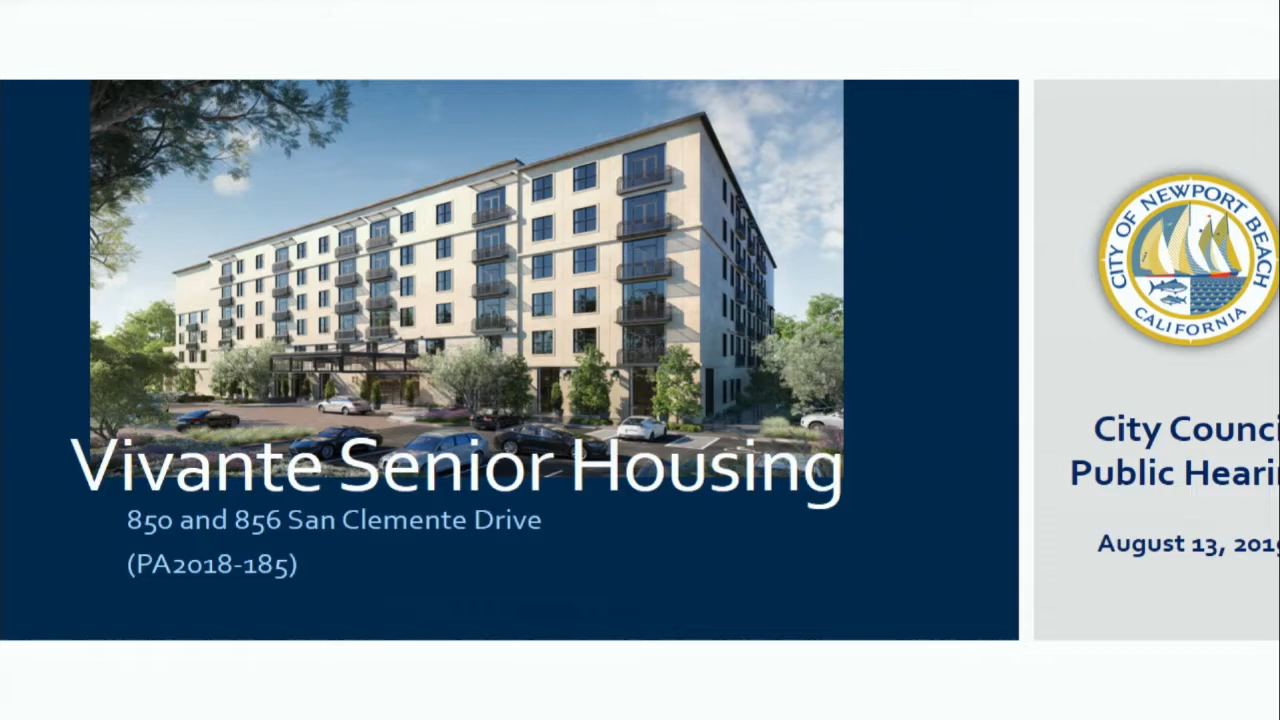 Vivante Senior Housing
850 and 856 San Clemente Drive
(PA2018-185)
CITY OF NEWPORT BEACH
CALIFORNIA
City Counci
Public Heari
August 13, 2019